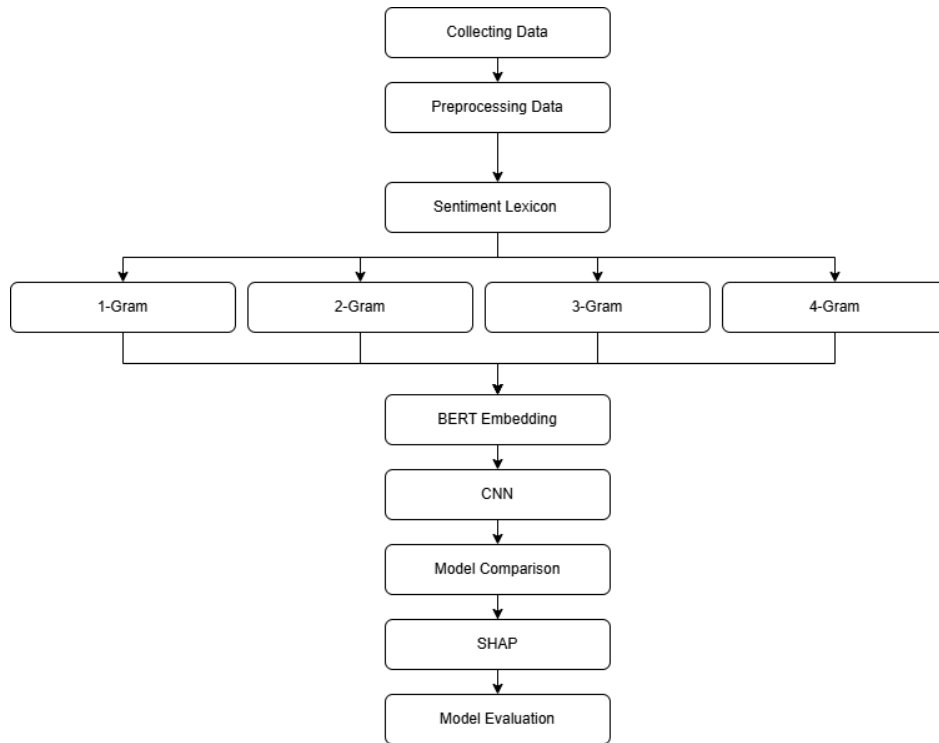 Collecting Data
Preprocessing Data
Sentiment Lexicon
1-Gram
2-Gram
3-Gram
4-Gram
BERT Embedding
CNN
Model Comparison
SHAP
Model Evaluation